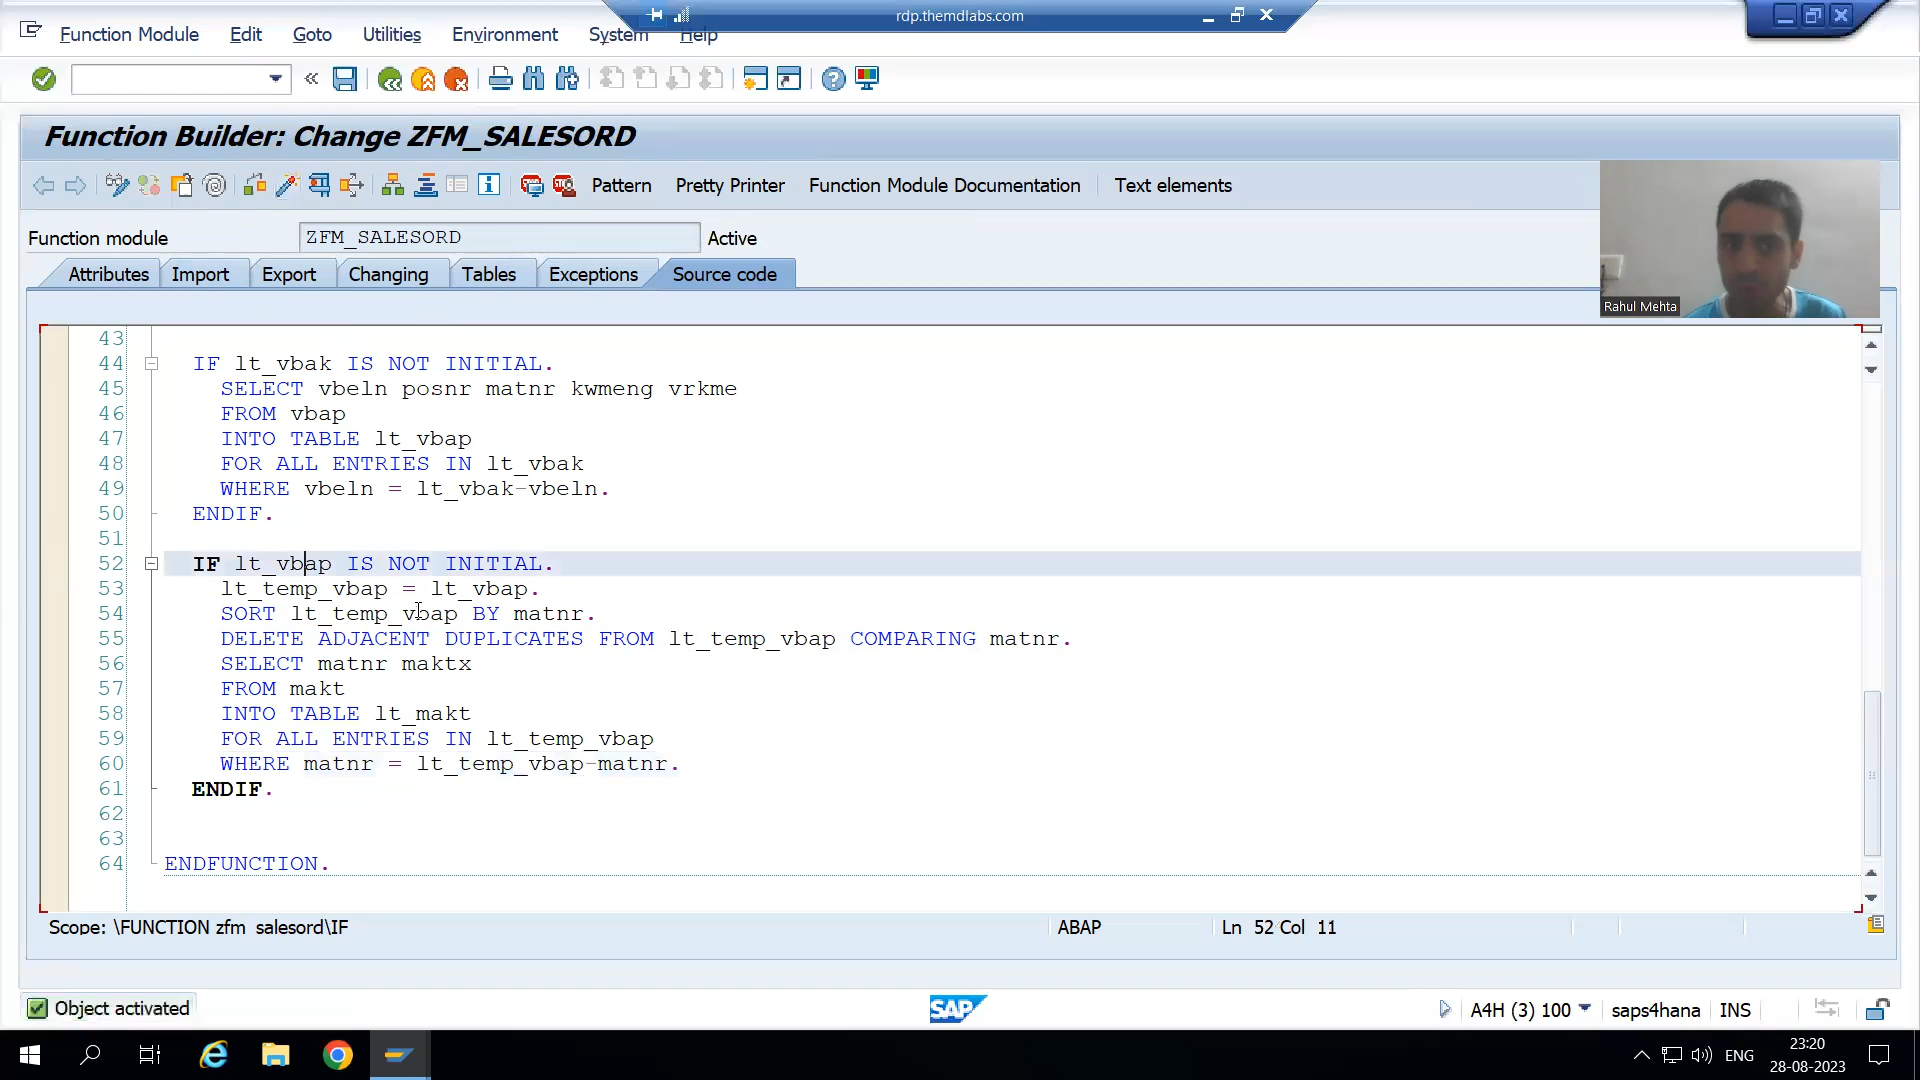 rdp.themdlabs.com
Function Module Edit Goto Utilities Environment System Help
Function Builder: Change ZFM_SALESORD
Pattern Pretty Printer Function Module Documentation Text elements
Function module ZFM_SALESORD Active
Attributes Import Export Changing Tables Exceptions Source code
Rahul Mehta
43
44 IF lt_vbak IS NOT INITIAL.
45 SELECT vbeln posnr matnr kwmeng vrkme
46 FROM vbap
47 INTO TABLE lt_vbap
48 FOR ALL ENTRIES IN lt_vbak
49 WHERE vbeln = lt_vbak-vbeln.
50 ENDIF.
51
52 IF lt_vbap IS NOT INITIAL.
53 lt_temp_vbap = lt_vbap.
54 SORT lt_temp_vbap BY matnr.
55 DELETE ADJACENT DUPLICATES FROM lt_temp_vbap COMPARING matnr.
56 SELECT matnr maktx
57 FROM makt
58 INTO TABLE lt_makt
59 FOR ALL ENTRIES IN lt_temp_vbap
60 WHERE matnr = lt_temp_vbap-matnr.
61 ENDIF.
62
63
64 ENDFUNCTION.
Scope: \FUNCTION zfm_salesord\IF ABAP Ln 52 Col 11
Object activated SAP A4H (3) 100 saps4hana INS
ENG 23:20
28-08-2023